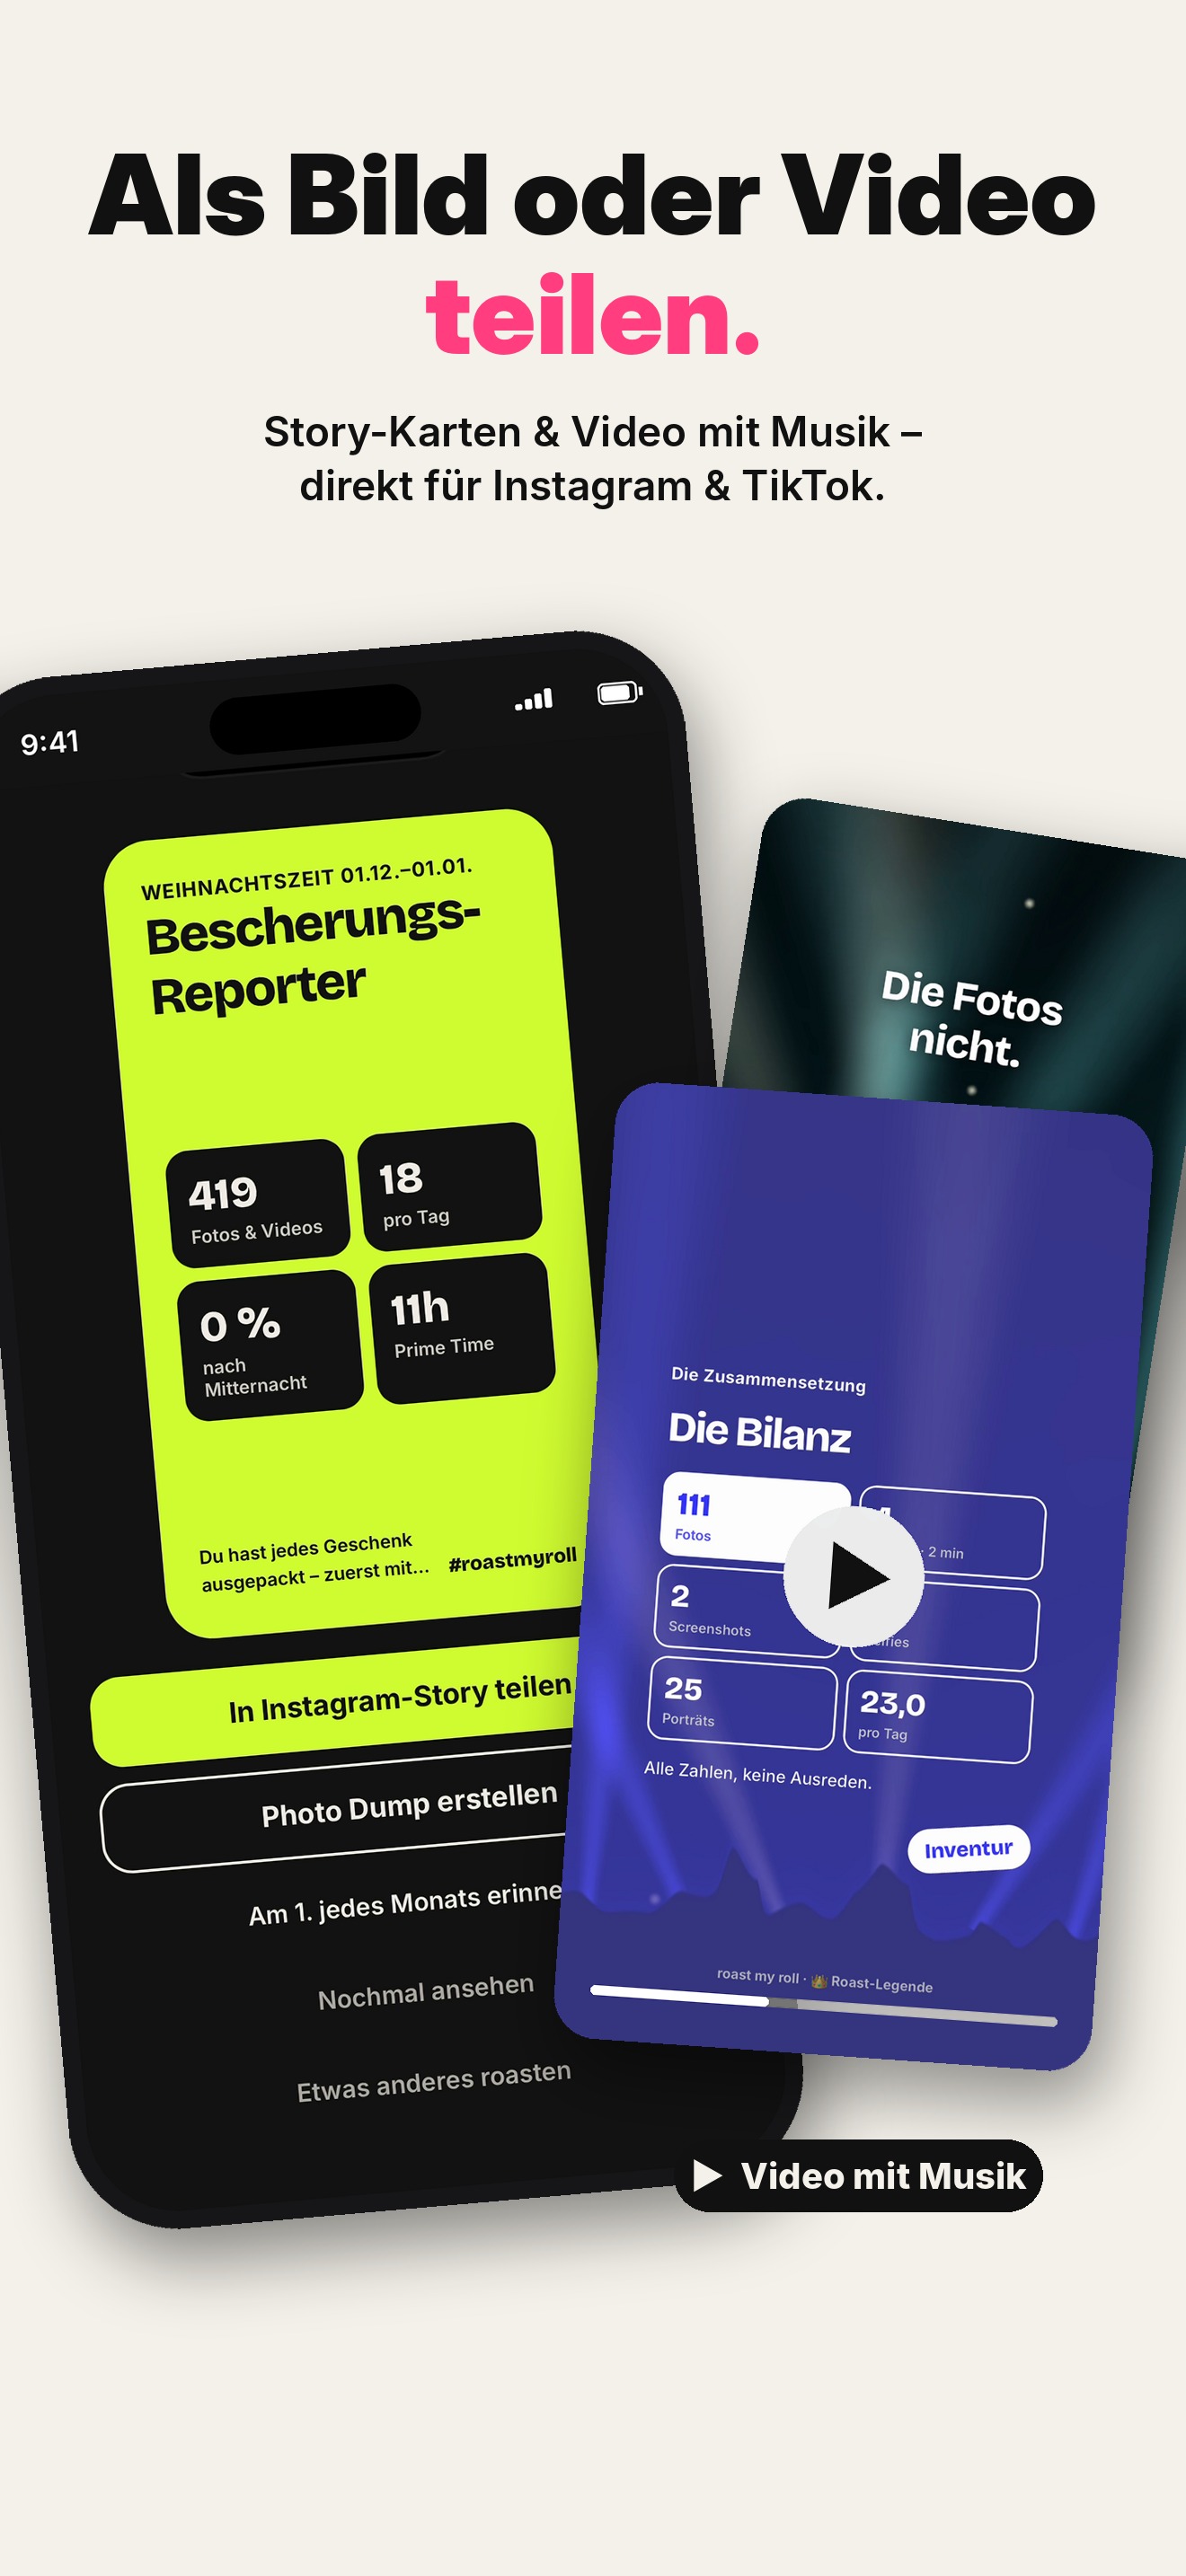 Als Bild oder Video
teilen.
Story-Karten & Video mit Musik –
direkt für Instagram & TikTok.
9:41
WEIHNACHTSZEIT 01.12.–01.01.
Bescherungs-
Reporter
419
Fotos & Videos
18
pro Tag
0 %
nach
Mitternacht
11h
Prime Time
Du hast jedes Geschenk
ausgepackt – zuerst mit...
#roastmyroll
In Instagram-Story teilen
Photo Dump erstellen
Am 1. jedes Monats
Nochmal ansehen
Etwas anderes roasten
Die Fotos
nicht.
Die Zusammensetzung
Die Bilanz
111
Fotos
· 2 min
2
Screenshots
25
Porträts
23,0
pro Tag
Alle Zahlen, keine Ausreden.
Inventur
roast my roll · 👑 Roast-Legende
Video mit Musik